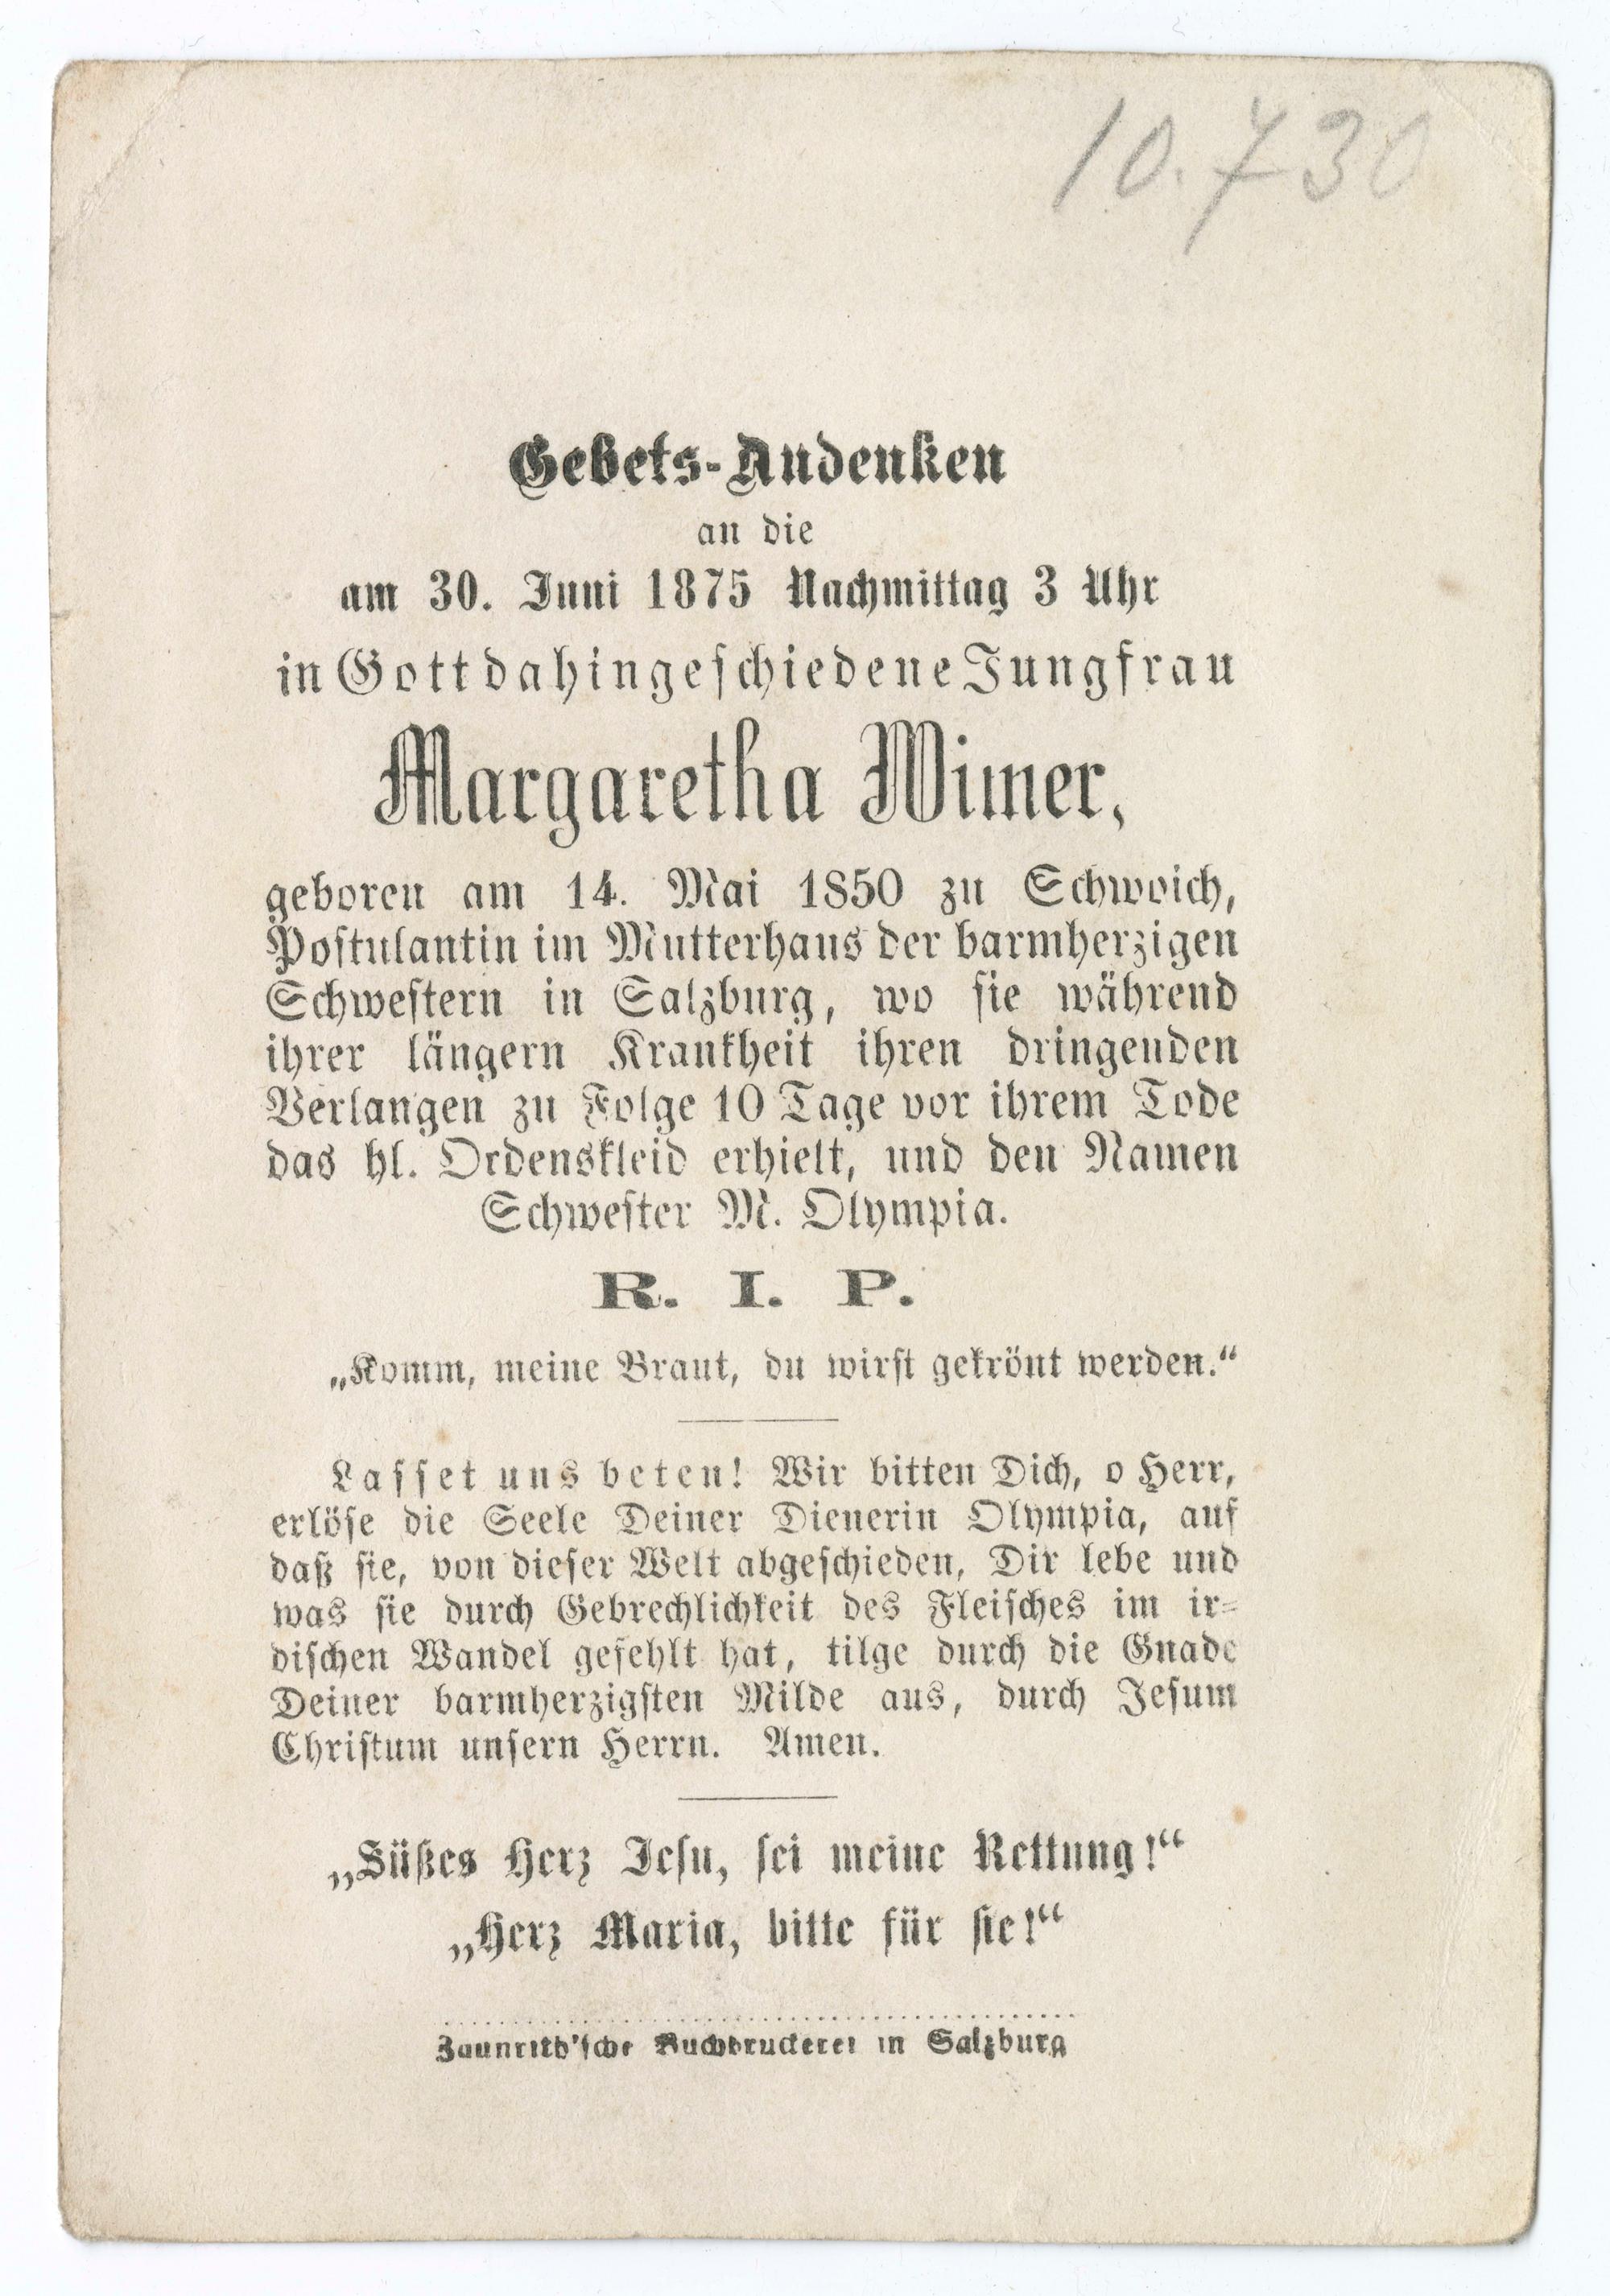 10.730
Gebets-Andenken
an die
am 30. Juni 1875 Nachmittag 3 Uhr
in Gott dahingeschiedene Jungfrau
Margaretha Wimer,
geboren am 14. Mai 1850 zu Schwoich,
Postulantin im Mutterhaus der barmherzigen
Schwestern in Salzburg, wo sie während
ihrer längern Krankheit ihren dringenden
Verlangen zu Folge 10 Tage vor ihrem Tode
das hl. Ordenskleid erhielt, und den Namen
Schwester M. Olympia.
R. I. P.
„Komm, meine Braut, du wirst gekrönt werden.“
Lasset uns beten! Wir bitten Dich, o Herr,
erlöse die Seele Deiner Dienerin Olympia, auf
daß sie, von dieser Welt abgeschieden, Dir lebe und
was sie durch Gebrechlichkeit des Fleisches im ir-
dischen Wandel gefehlt hat, tilge durch die Gnade
Deiner barmherzigsten Milde aus, durch Jesum
Christum unsern Herrn. Amen.
„Süßes Herz Jesu, sei meine Rettung!“
„Herz Maria, bitte für sie!“
Zaunrith'sche Buchdruckerei in Salzburg